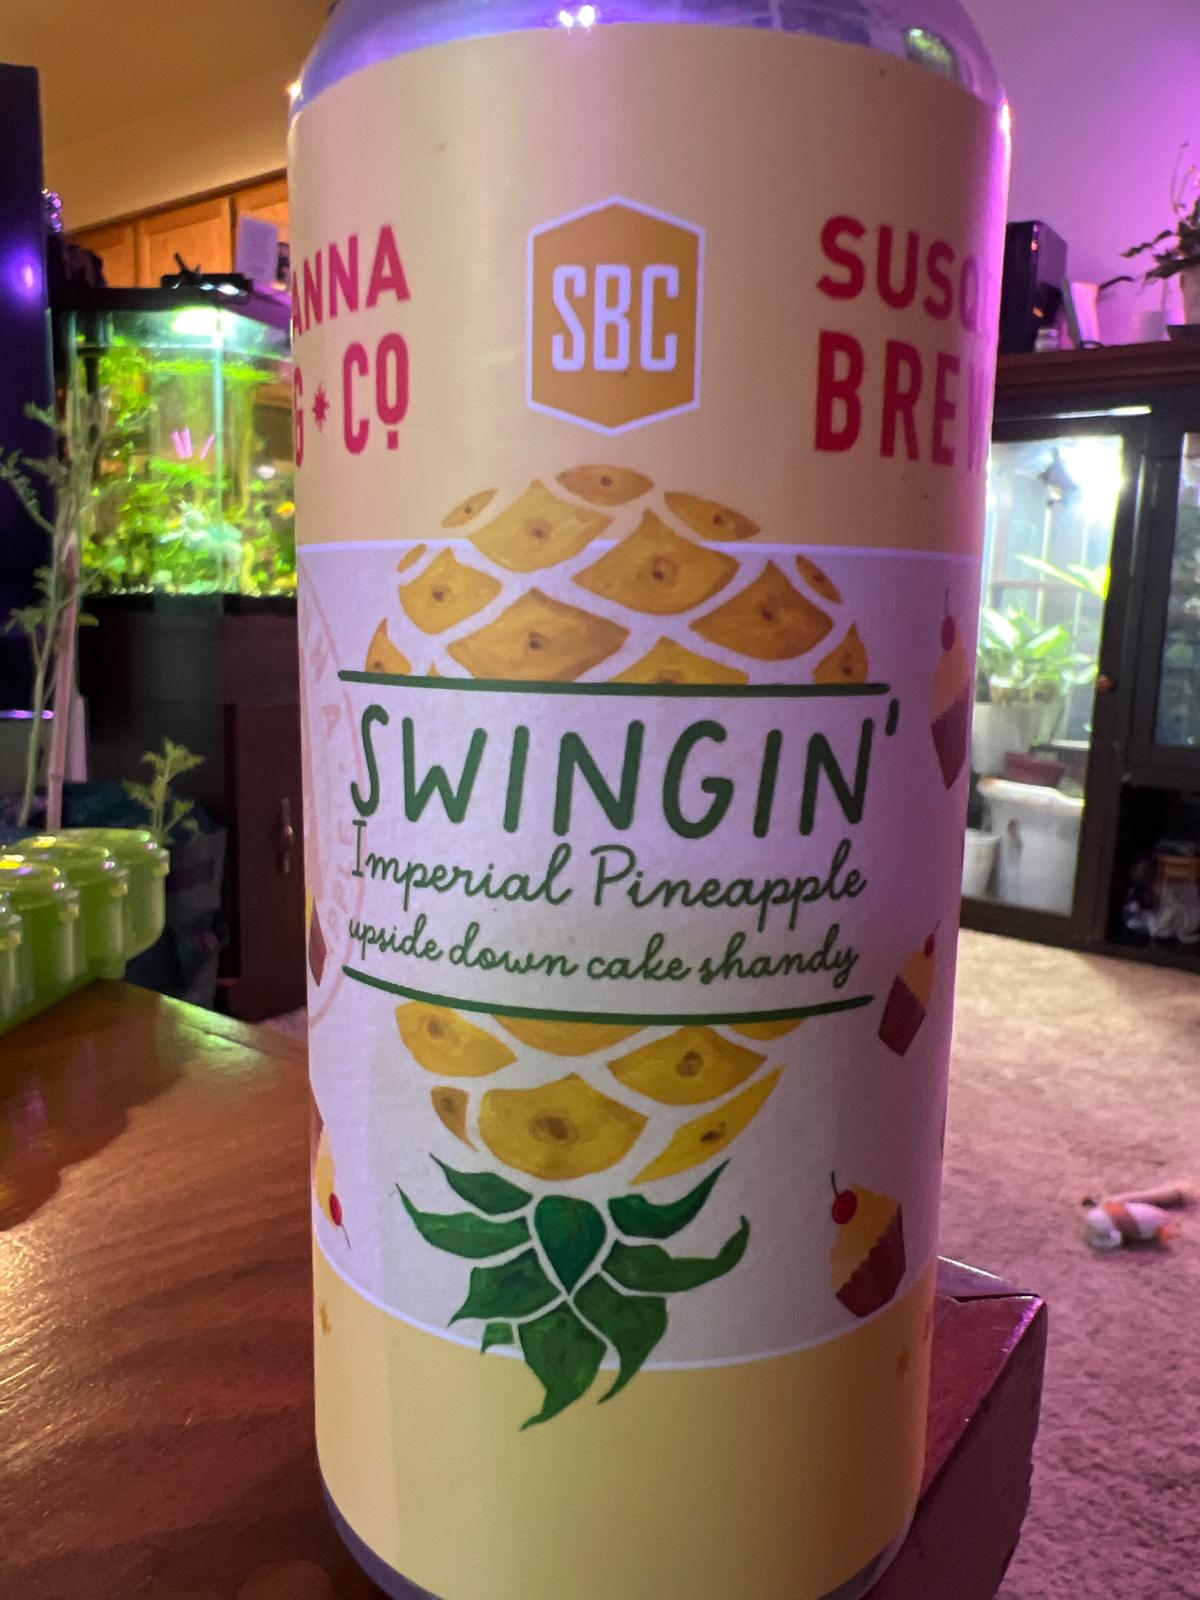 ANNA
G * CO
SBC
SUSQ
BREW
SWINGIN'
Imperial Pineapple
upside down cake shandy